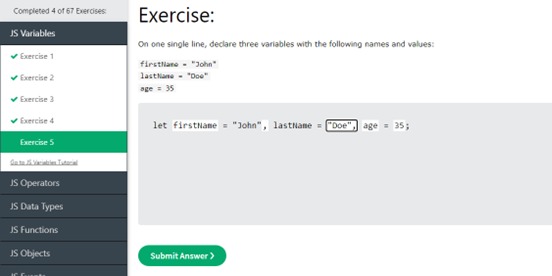 Completed 4 of 67 Exercises:
JS Variables
Exercise 1
Exercise 2
Exercise 3
Exercise 4
Exercise 5
Go to JS Variables Tutorial
JS Operators
JS Data Types
JS Functions
JS Objects
JS Events
Exercise:
On one single line, declare three variables with the following names and values:
firstName = "John"
lastName = "Doe"
age = 35
let firstName = "John", lastName = "Doe", age = 35;
Submit Answer ❯